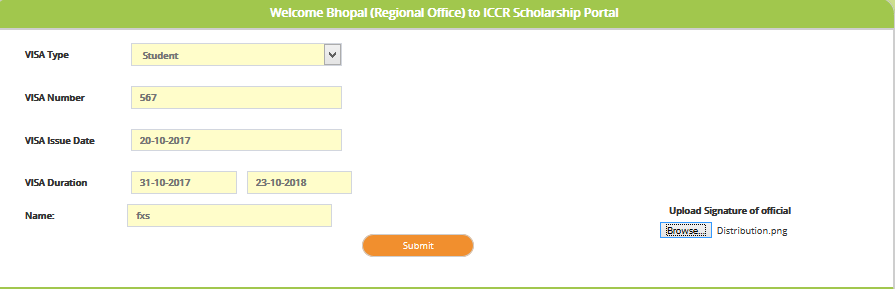 Welcome Bhopal (Regional Office) to ICCR Scholarship Portal
VISA Type Student
VISA Number 567
VISA Issue Date 20-10-2017
VISA Duration 31-10-2017 23-10-2018
Name: fxs
Upload Signature of official
Browse... Distribution.png
Submit